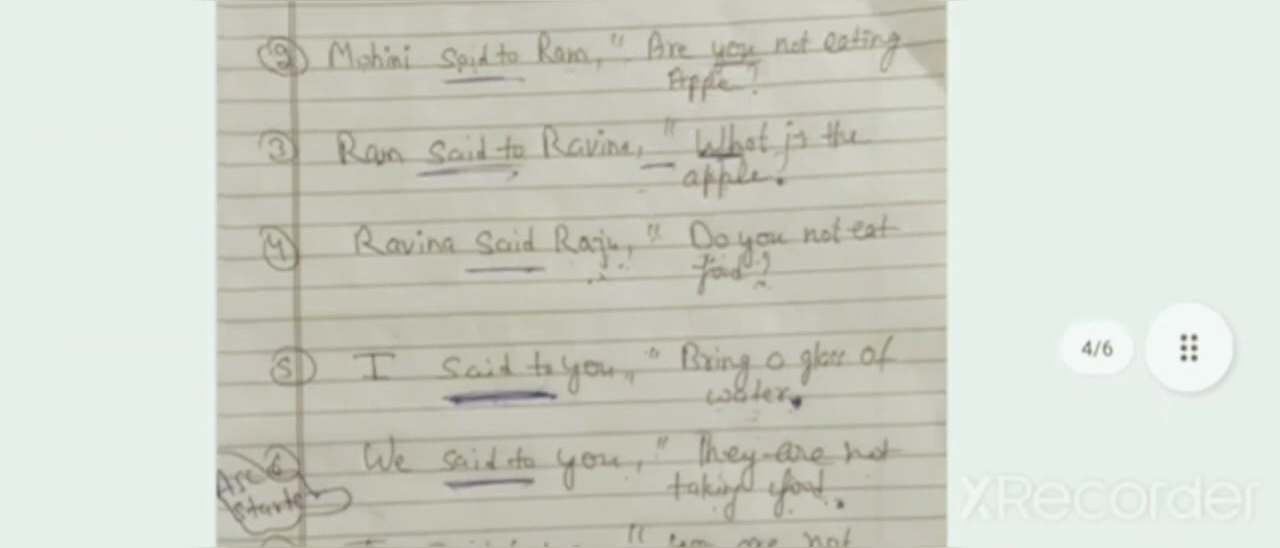 2 Mohini said to Ram, " Are you not eating
Apple?
3 Ram said to Ravina, " What is the
apple.
4 Ravina said Raju, " Do you not eat
food?
5 I said to you, " Bring a glass of
water.
6 We said to you, " They are not
taking food.
" you are not
4/6
XRecorder